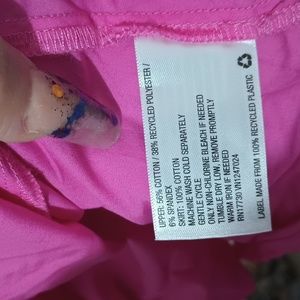 UPPER: 56% COTTON / 38% RECYCLED POLYESTER /
6% SPANDEX
SKIRT: 100% COTTON
MACHINE WASH COLD SEPARATELY
GENTLE CYCLE
ONLY NON-CHLORINE BLEACH IF NEEDED
TUMBLE DRY LOW. REMOVE PROMPTLY
WARM IRON IF NEEDED
RN17730 VN1247024
LABEL MADE FROM 100% RECYCLED PLASTIC